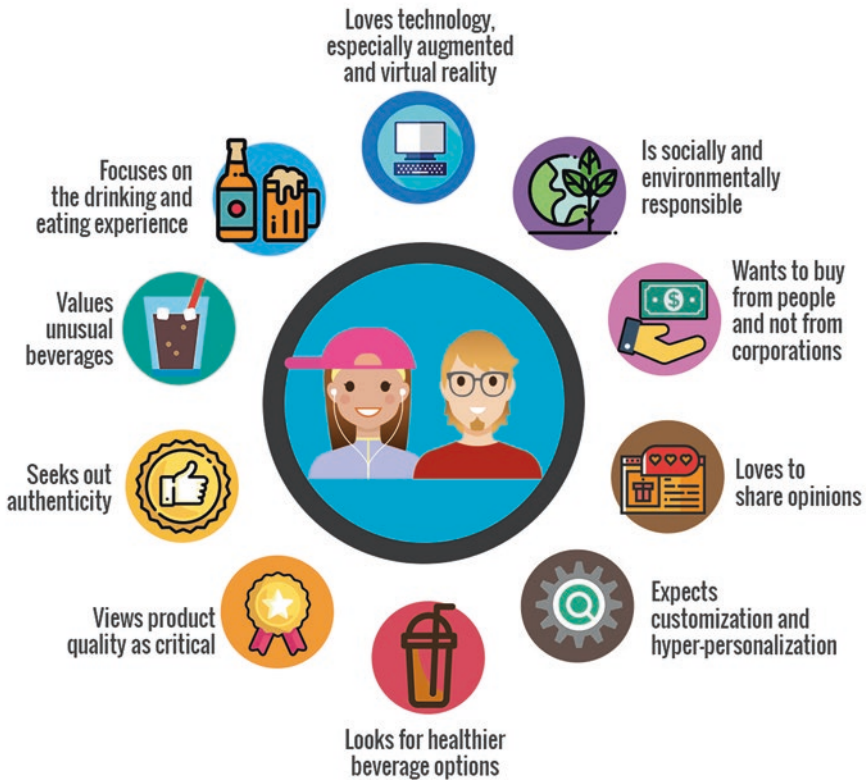 Loves technology,
especially augmented
and virtual reality
Is socially and
environmentally
responsible
Wants to buy
from people
and not from
corporations
Loves to
share opinions
Expects
customization and
hyper-personalization
Looks for healthier
beverage options
Views product
quality as critical
Seeks out
authenticity
Values
unusual
beverages
Focuses on
the drinking and
eating experience
$